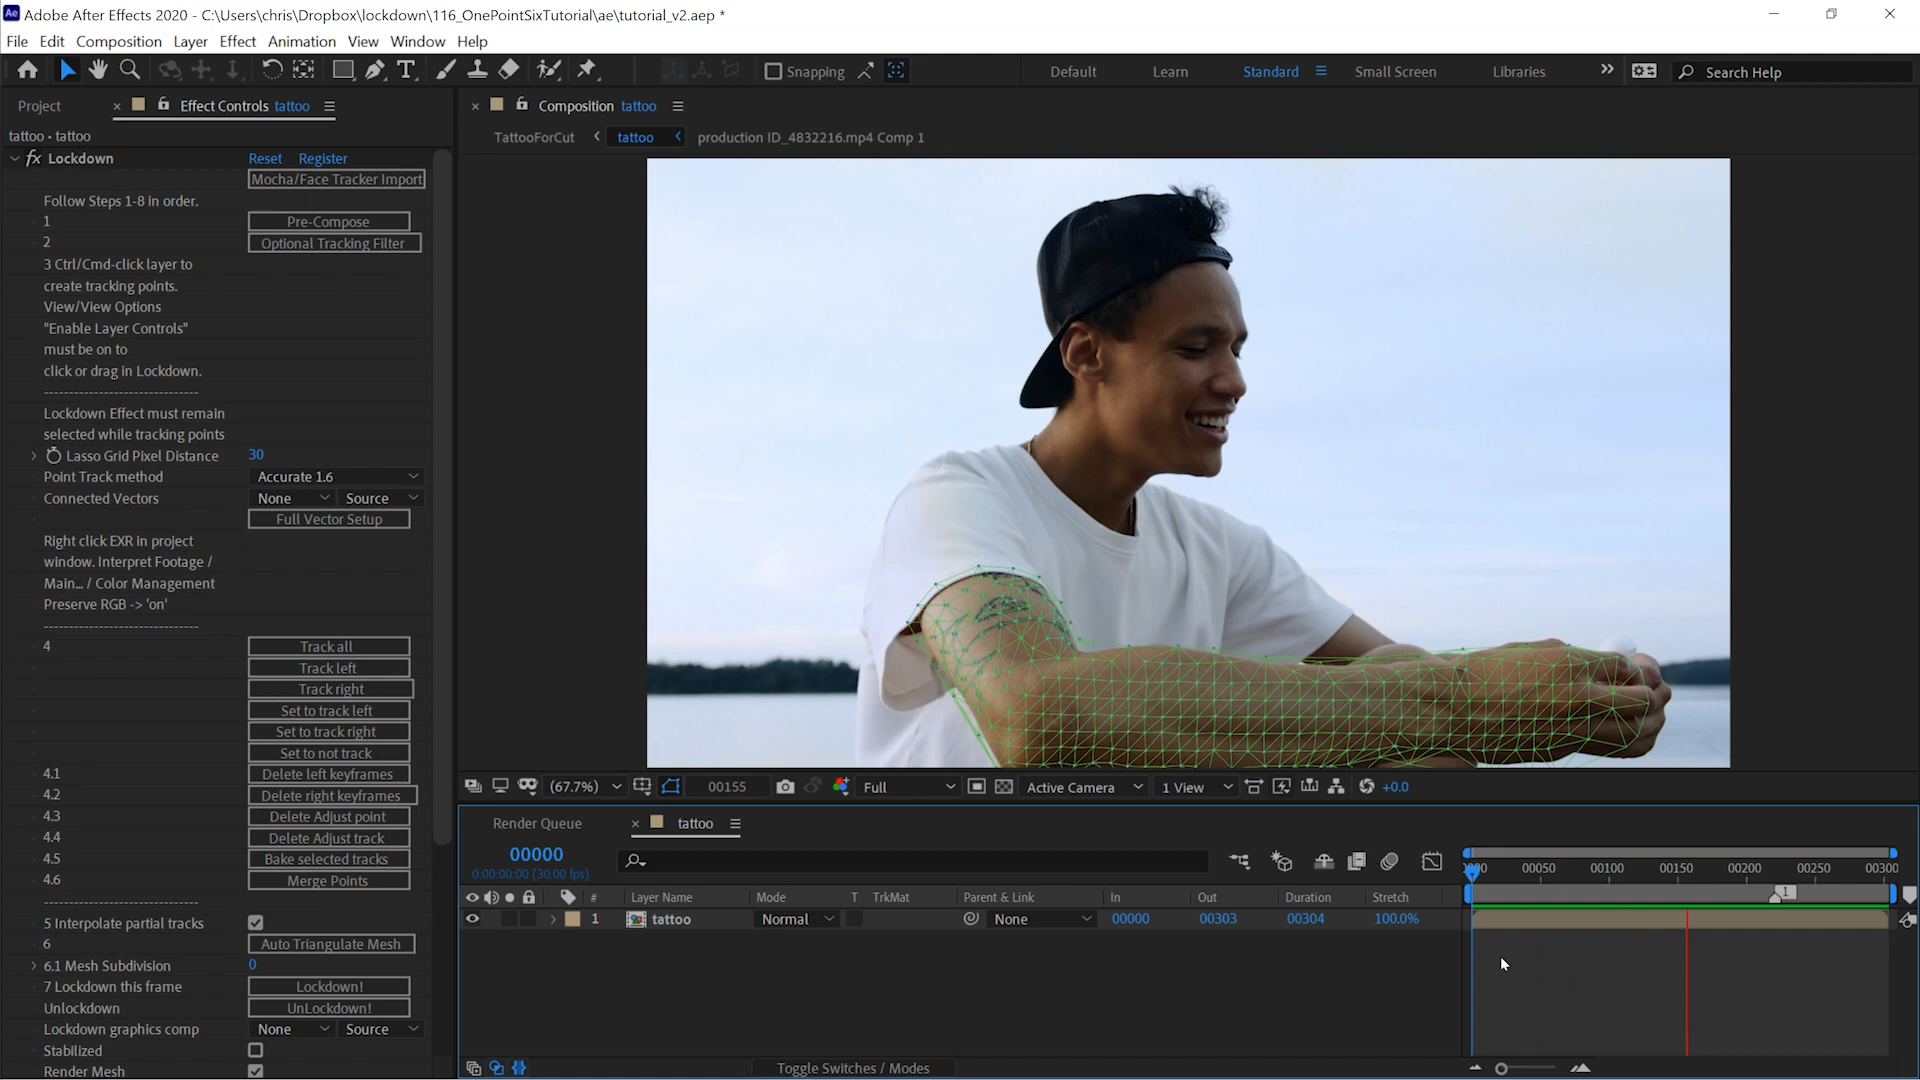 Adobe After Effects 2020 - C:\Users\chris\Dropbox\lockdown\116_OnePointSixTutorial\ae\tutorial_v2.aep *
File Edit Composition Layer Effect Animation View Window Help
Snapping Default Learn Standard Small Screen Libraries Search Help
Project Effect Controls tattoo
Composition tattoo
tattoo • tattoo
TattooForCut tattoo production ID_4832216.mp4 Comp 1
fx Lockdown Reset Register
Mocha/Face Tracker Import
Follow Steps 1-8 in order.
1 Pre-Compose
2 Optional Tracking Filter
3 Ctrl/Cmd-click layer to
create tracking points.
View/View Options
"Enable Layer Controls"
must be on to
click or drag in Lockdown.
-------------------------------
Lockdown Effect must remain
selected while tracking points
Lasso Grid Pixel Distance 30
Point Track method Accurate 1.6
Connected Vectors None Source
Full Vector Setup
Right click EXR in project
window. Interpret Footage /
Main... / Color Management
Preserve RGB -> 'on'
-------------------------------
4 Track all
Track left
Track right
Set to track left
Set to track right
Set to not track
4.1 Delete left keyframes
4.2 Delete right keyframes
4.3 Delete Adjust point
4.4 Delete Adjust track
4.5 Bake selected tracks
4.6 Merge Points
-------------------------------
5 Interpolate partial tracks
6 Auto Triangulate Mesh
6.1 Mesh Subdivision 0
7 Lockdown this frame Lockdown!
Unlockdown UnLockdown!
Lockdown graphics comp None Source
Stabilized
Render Mesh
(67.7%) 00155 Full Active Camera 1 View +0.0
Render Queue tattoo
00000
0:00:00:00 (30.00 fps)
00050 00100 00150 00200 00250 00300
1
# Layer Name Mode T TrkMat Parent & Link In Out Duration Stretch
1 tattoo Normal None 00000 00303 00304 100.0%
Toggle Switches / Modes